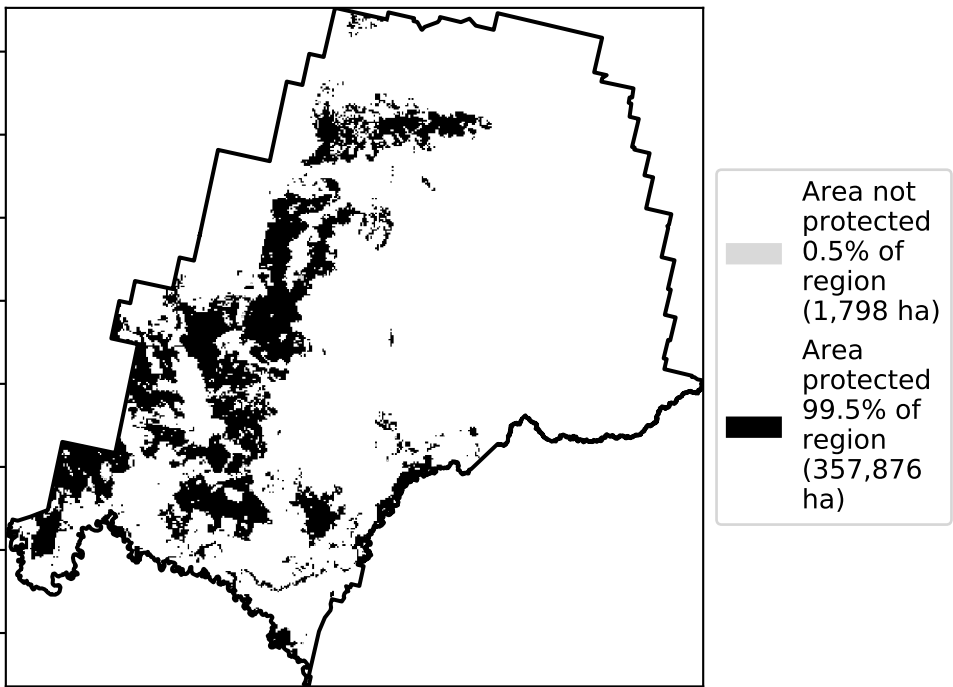 Area not
protected
0.5% of
region
(1,798 ha)
Area
protected
99.5% of
region
(357,876
ha)